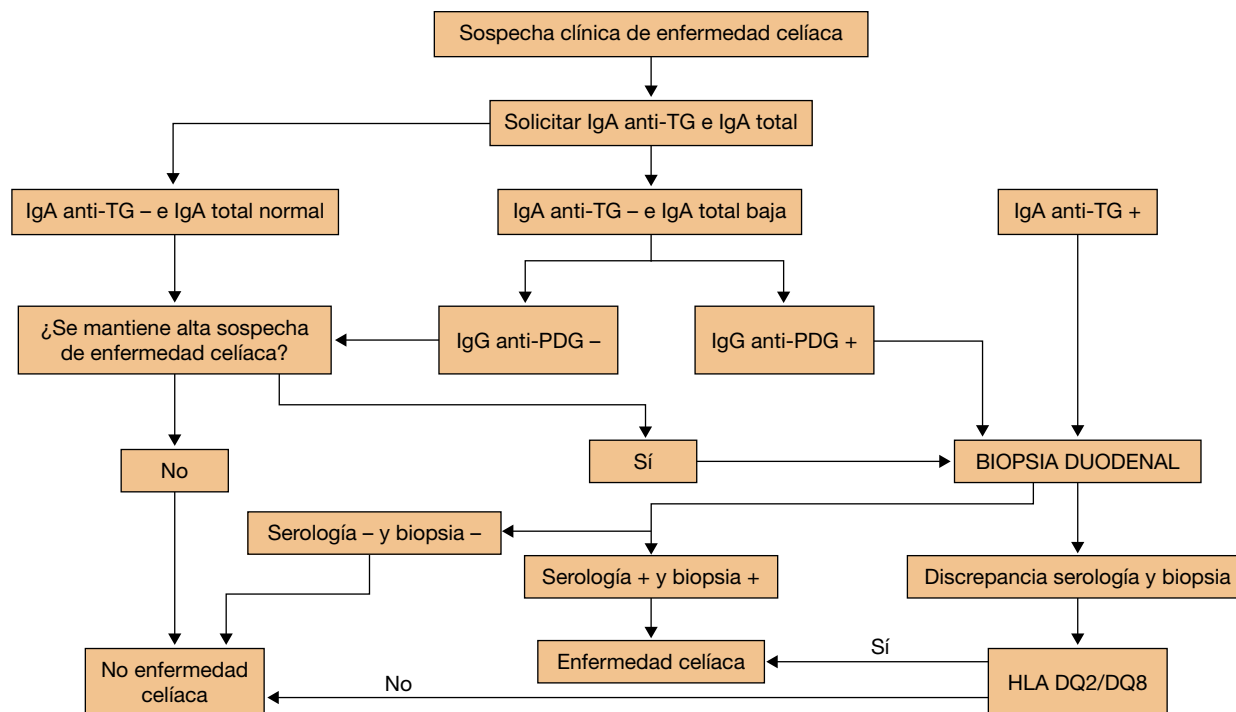 Sospecha clínica de enfermedad celíaca
Solicitar IgA anti-TG e IgA total
IgA anti-TG – e IgA total normal
IgA anti-TG – e IgA total baja
IgA anti-TG +
¿Se mantiene alta sospecha
de enfermedad celíaca?
IgG anti-PDG –
IgG anti-PDG +
No
Sí
BIOPSIA DUODENAL
Serología – y biopsia –
Serología + y biopsia +
Discrepancia serología y biopsia
No enfermedad
celíaca
Enfermedad celíaca
Sí
No
HLA DQ2/DQ8